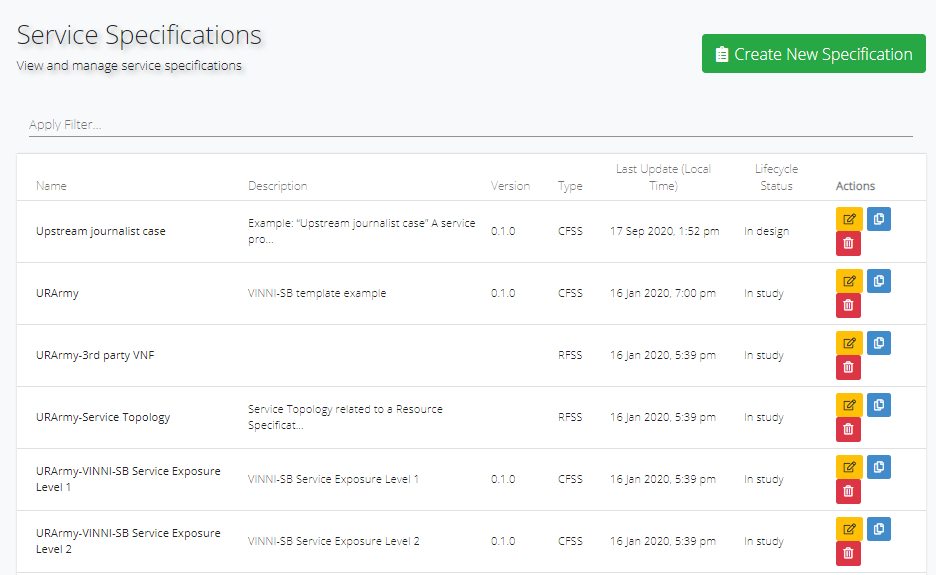 Service Specifications
View and manage service specifications
Create New Specification
Apply Filter...
Name Description Version Type Last Update (Local Time) Lifecycle Status Actions
Upstream journalist case Example: “Upstream journalist case” A service pro... 0.1.0 CFSS 17 Sep 2020, 1:52 pm In design
URArmy VINNI-SB template example 0.1.0 CFSS 16 Jan 2020, 7:00 pm In study
URArmy-3rd party VNF RFSS 16 Jan 2020, 5:39 pm In study
URArmy-Service Topology Service Topology related to a Resource Specificat... RFSS 16 Jan 2020, 5:39 pm In study
URArmy-VINNI-SB Service Exposure Level 1 VINNI-SB Service Exposure Level 1 0.1.0 CFSS 16 Jan 2020, 5:39 pm In study
URArmy-VINNI-SB Service Exposure Level 2 VINNI-SB Service Exposure Level 2 0.1.0 CFSS 16 Jan 2020, 5:39 pm In study